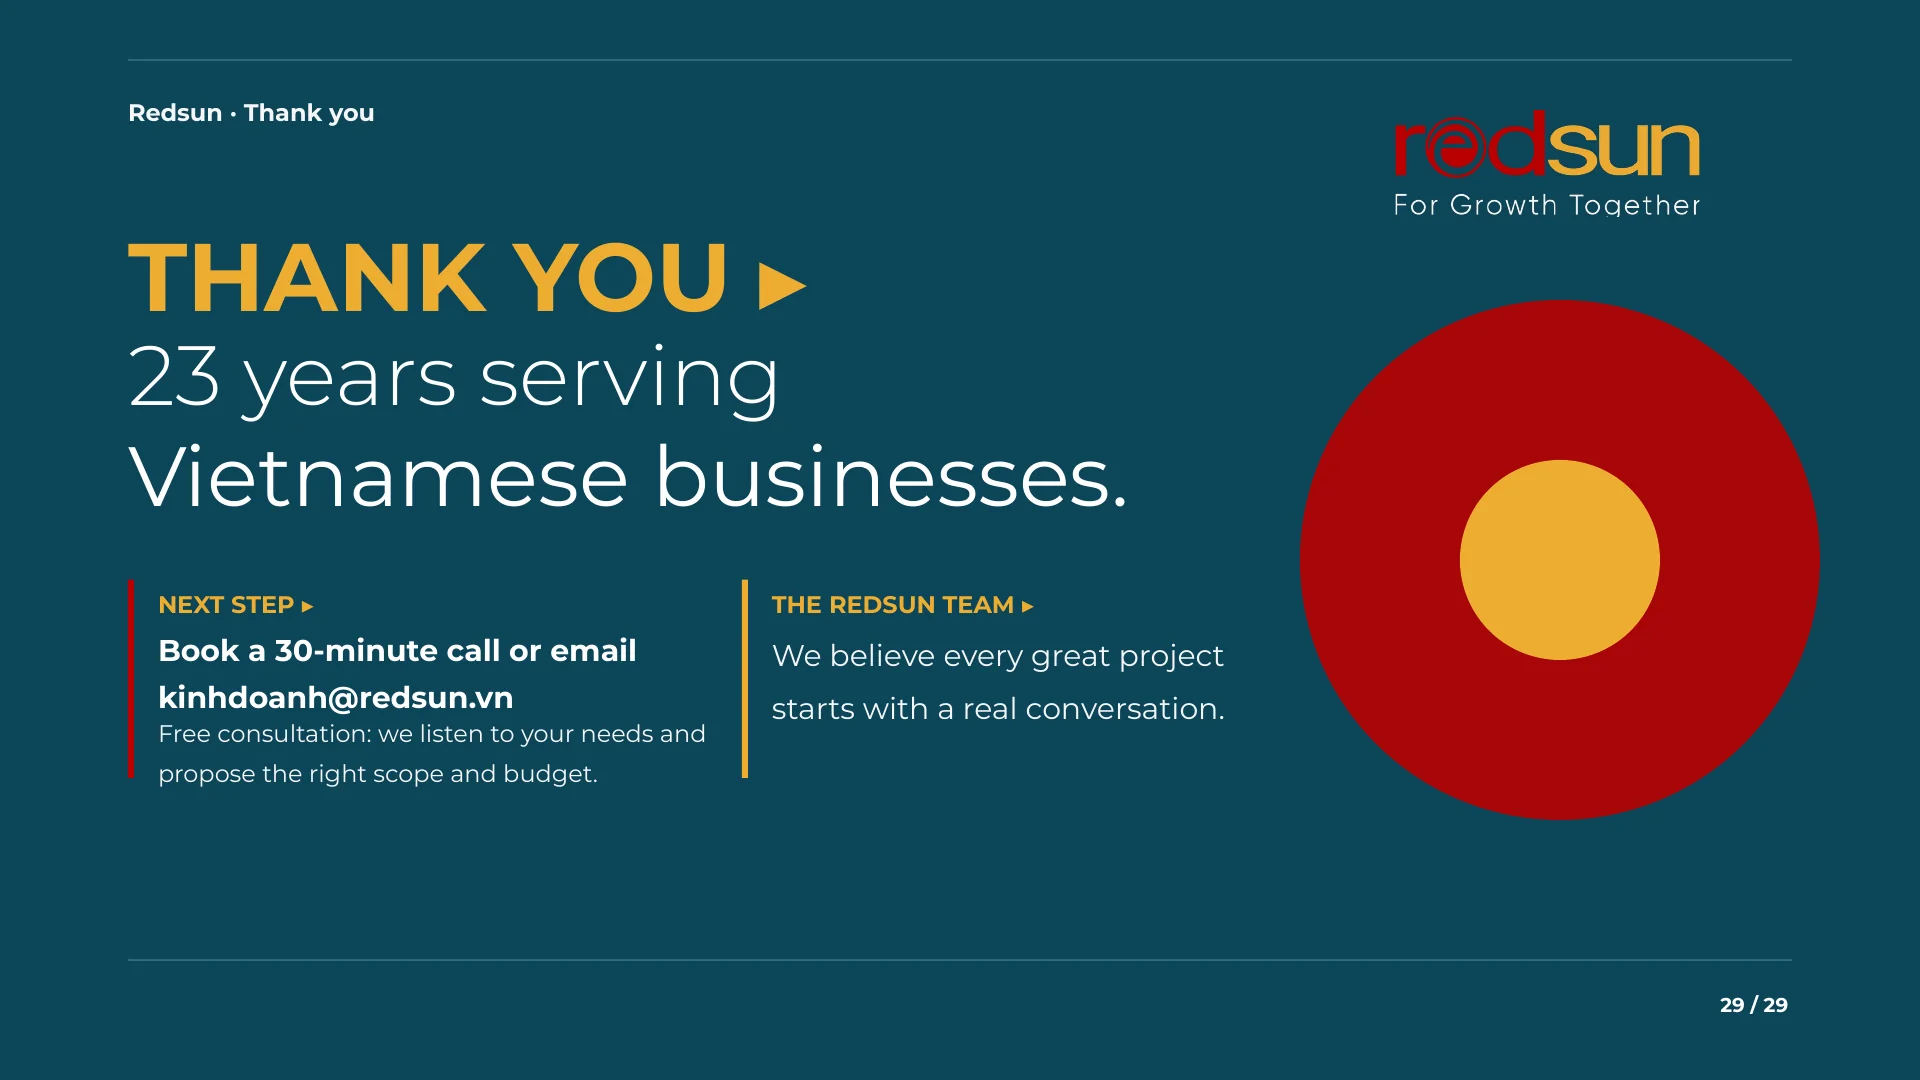 Redsun · Thank you
redsun
For Growth Together
THANK YOU ▸
23 years serving
Vietnamese businesses.
NEXT STEP ▸
Book a 30-minute call or email
kinhdoanh@redsun.vn
Free consultation: we listen to your needs and
propose the right scope and budget.
THE REDSUN TEAM ▸
We believe every great project
starts with a real conversation.
29 / 29